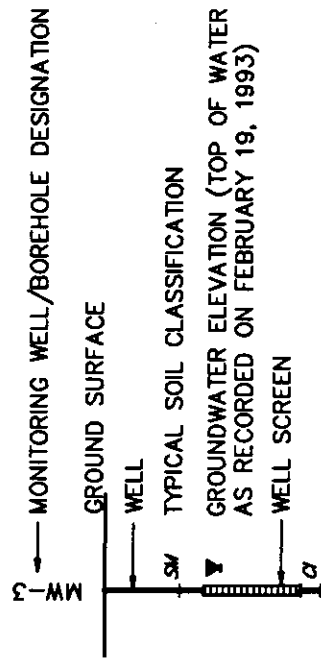 MW-3
MONITORING WELL/BOREHOLE DESIGNATION
GROUND SURFACE
WELL
SW
TYPICAL SOIL CLASSIFICATION
GROUNDWATER ELEVATION (TOP OF WATER
AS RECORDED ON FEBRUARY 19, 1993)
WELL SCREEN
Cl